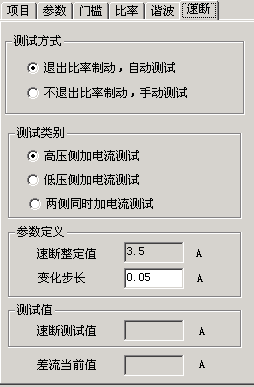 项目 参数 门槛 比率 谐波 速断
测试方式
退出比率制动，自动测试
不退出比率制动，手动测试
测试类别
高压侧加电流测试
低压侧加电流测试
两侧同时加电流测试
参数定义
速断整定值 3.5 A
变化步长 0.05 A
测试值
速断测试值 A
差流当前值 A